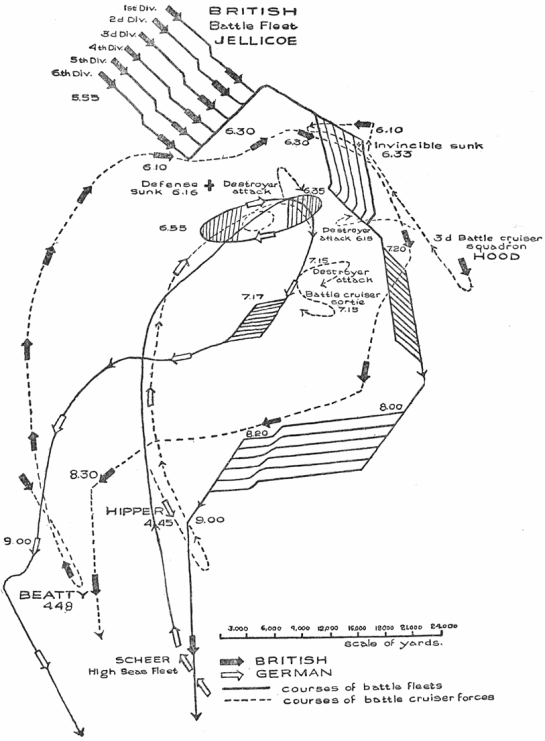 BRITISH
Battle Fleet
JELLICOE
1st Div.
2d Div.
3d Div.
4th Div.
5th Div.
6th Div.
5.55
6.30
6.10
6.30
6.10
Invincible sunk
6.33
Defense + Destroyer
Sunk 6.16 attack
6.35
6.55
Destroyer
attack 6.15
7.20
3d Battle cruiser
squadron
HOOD
7.15
Destroyer
attack
7.17
Battle cruiser
sortie
7.15
8.00
8.20
8.30
HIPPER
4.45
9.00
9.00
BEATTY
4.48
3,000 6,000 9,000 12,000 15,000 18,000 21,000 24,000
scale of yards.
SCHEER
High Seas Fleet
BRITISH
GERMAN
courses of battle fleets
courses of battle cruiser forces